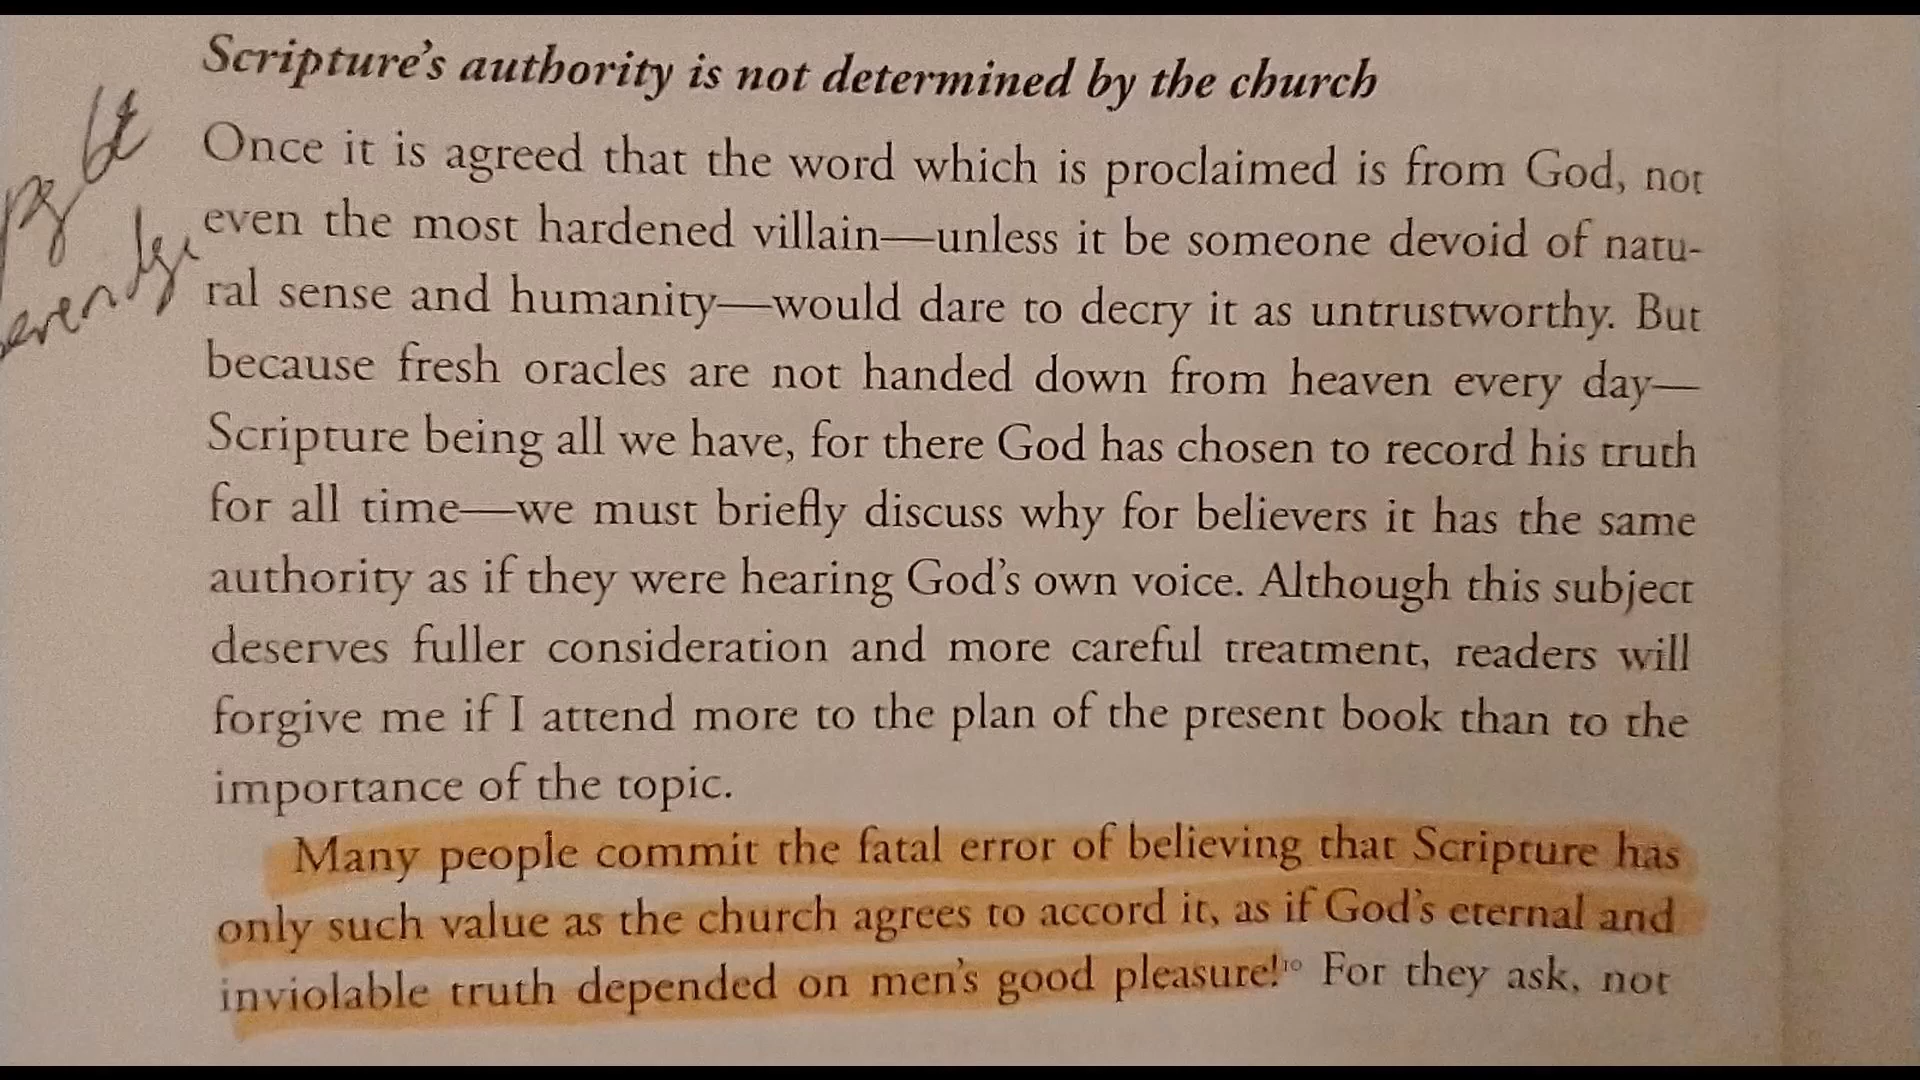 Scripture's authority is not determined by the church
Once it is agreed that the word which is proclaimed is from God, not
even the most hardened villain—unless it be someone devoid of natu-
ral sense and humanity—would dare to decry it as untrustworthy. But
because fresh oracles are not handed down from heaven every day—
Scripture being all we have, for there God has chosen to record his truth
for all time—we must briefly discuss why for believers it has the same
authority as if they were hearing God's own voice. Although this subject
deserves fuller consideration and more careful treatment, readers will
forgive me if I attend more to the plan of the present book than to the
importance of the topic.
Many people commit the fatal error of believing that Scripture has
only such value as the church agrees to accord it, as if God's eternal and
inviolable truth depended on men's good pleasure!¹⁰ For they ask, not